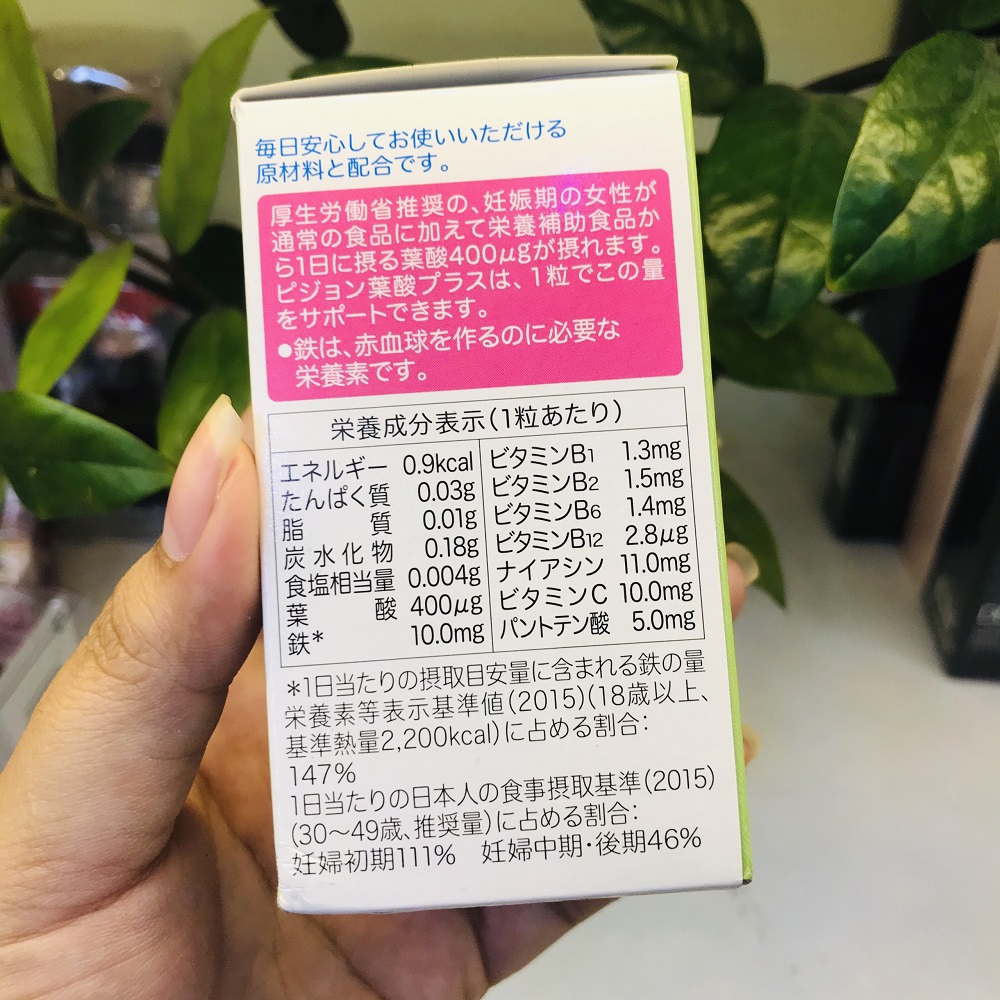 毎日安心してお使いいただける
原材料と配合です。
厚生労働省推奨の、妊娠期の女性が
通常の食品に加えて栄養補助食品か
ら1日に摂る葉酸400μgが摂れます。
ピジョン葉酸プラスは、1粒でこの量
をサポートできます。
●鉄は、赤血球を作るのに必要な
栄養素です。
栄養成分表示(1粒あたり)
エネルギー 0.9kcal
たんぱく質 0.03g
脂質 0.01g
炭水化物 0.18g
食塩相当量 0.004g
葉酸 400μg
鉄* 10.0mg
ビタミンB1 1.3mg
ビタミンB2 1.5mg
ビタミンB6 1.4mg
ビタミンB12 2.8μg
ナイアシン 11.0mg
ビタミンC 10.0mg
パントテン酸 5.0mg
*1日当たりの摂取目安量に含まれる鉄の量
栄養素等表示基準値(2015)(18歳以上、
基準熱量2,200kcal)に占める割合:
147%
1日当たりの日本人の食事摂取基準(2015)
(30〜49歳、推奨量)に占める割合:
妊婦初期111% 妊婦中期・後期46%